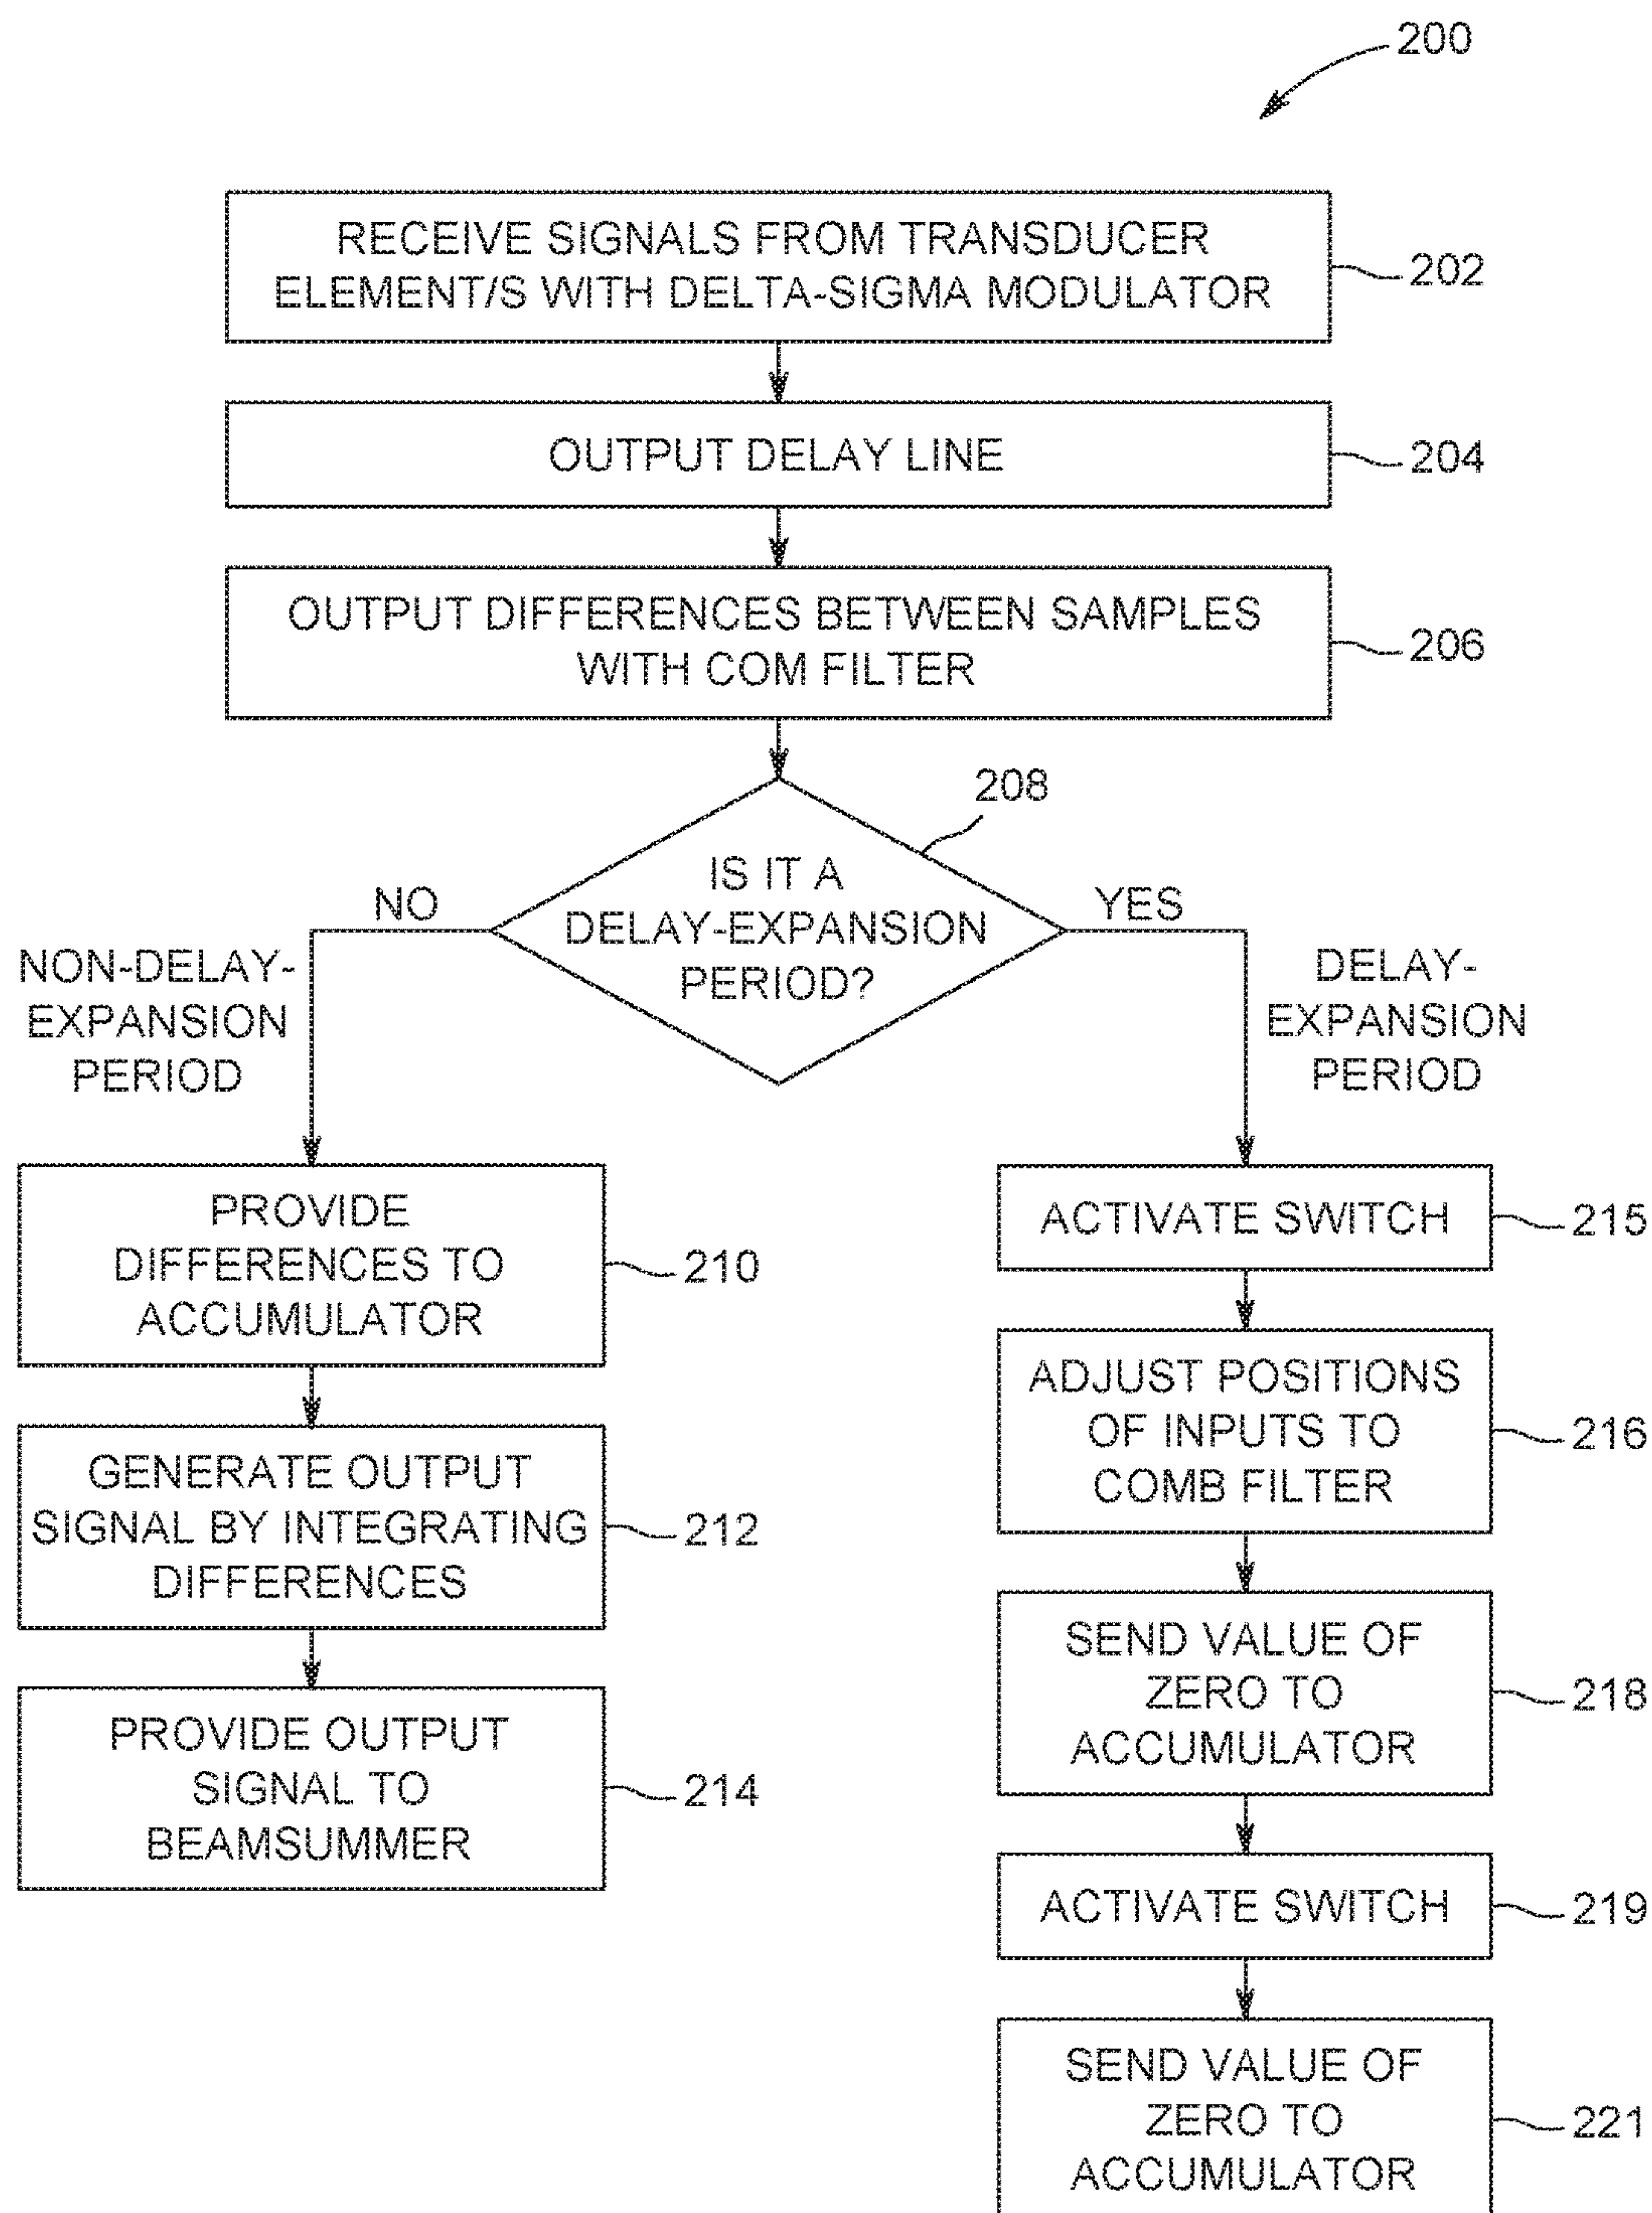 200
RECEIVE SIGNALS FROM TRANSDUCER
ELEMENT/S WITH DELTA-SIGMA MODULATOR
202
OUTPUT DELAY LINE
204
OUTPUT DIFFERENCES BETWEEN SAMPLES
WITH COM FILTER
206
208
IS IT A
DELAY-EXPANSION
PERIOD?
NO
NON-DELAY-
EXPANSION
PERIOD
YES
DELAY-
EXPANSION
PERIOD
PROVIDE
DIFFERENCES TO
ACCUMULATOR
210
GENERATE OUTPUT
SIGNAL BY INTEGRATING
DIFFERENCES
212
PROVIDE OUTPUT
SIGNAL TO
BEAMSUMMER
214
ACTIVATE SWITCH
215
ADJUST POSITIONS
OF INPUTS TO
COMB FILTER
216
SEND VALUE OF
ZERO TO
ACCUMULATOR
218
ACTIVATE SWITCH
219
SEND VALUE OF
ZERO TO
ACCUMULATOR
221